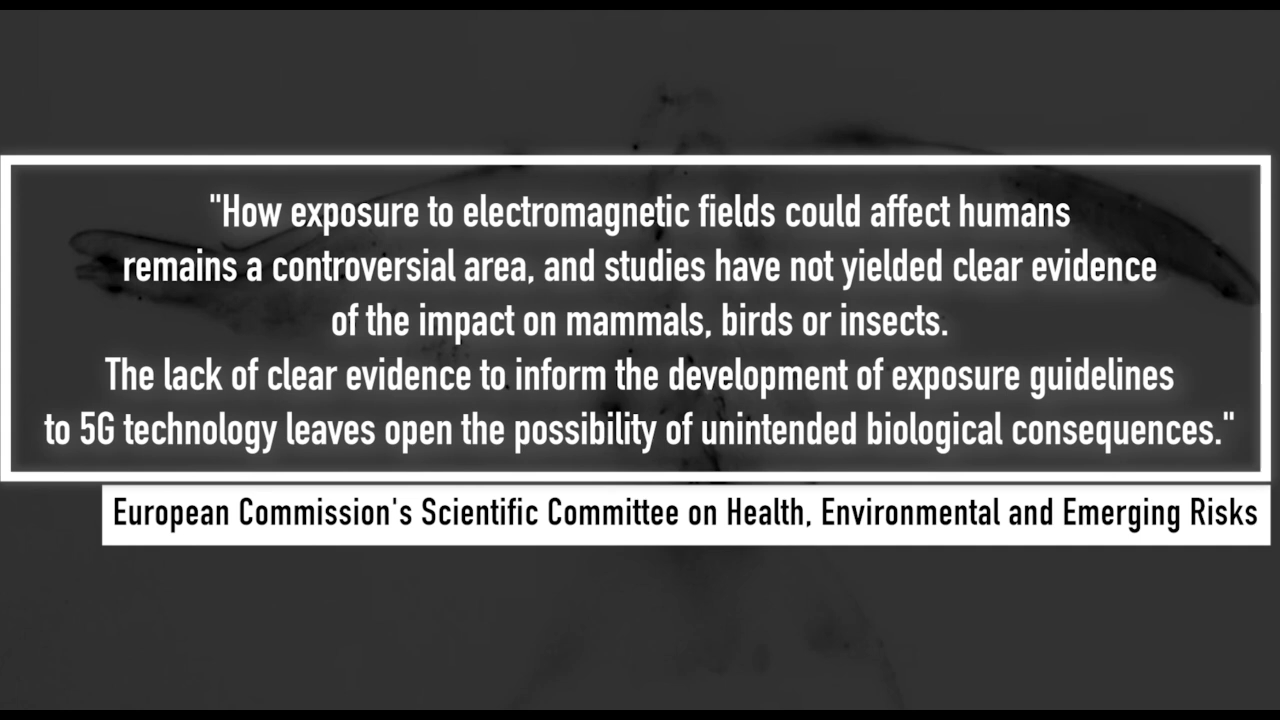 "How exposure to electromagnetic fields could affect humans
remains a controversial area, and studies have not yielded clear evidence
of the impact on mammals, birds or insects.
The lack of clear evidence to inform the development of exposure guidelines
to 5G technology leaves open the possibility of unintended biological consequences."
European Commission's Scientific Committee on Health, Environmental and Emerging Risks